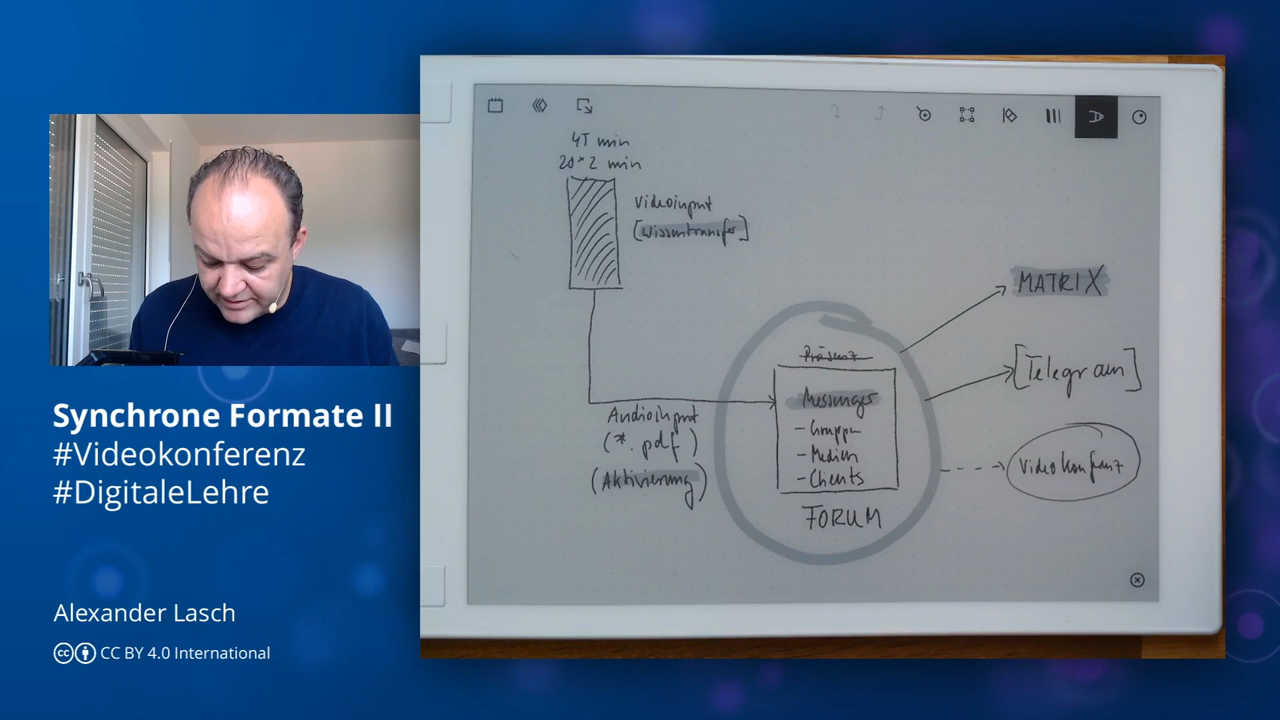 Synchrone Formate II
#Videokonferenz
#DigitaleLehre
Alexander Lasch
CC BY 4.0 International
45 min
20*2 min
Videoinput
[Wissenstransfer]
Audioinput
(*.pdf)
(Aktivierung)
Präsenz
Messenger
- Gruppen
- Medien
- Clients
FORUM
MATRIX
[Telegram]
Videokonferenz